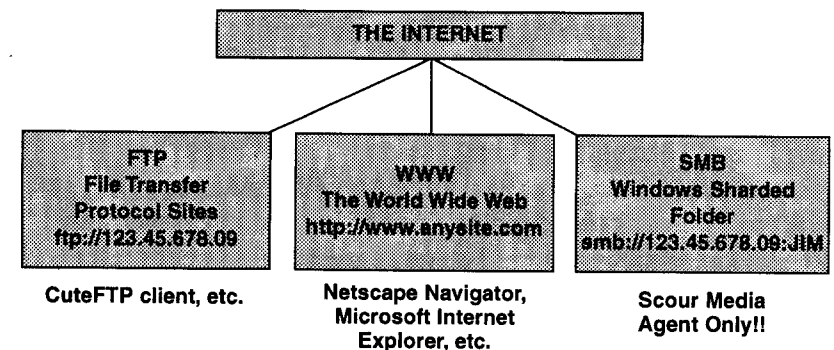 THE INTERNET
FTP
File Transfer
Protocol Sites
ftp://123.45.678.09
WWW
The World Wide Web
http://www.anysite.com
SMB
Windows Sharded
Folder
smb://123.45.678.09:JIM
CuteFTP client, etc.
Netscape Navigator,
Microsoft Internet
Explorer, etc.
Scour Media
Agent Only!!